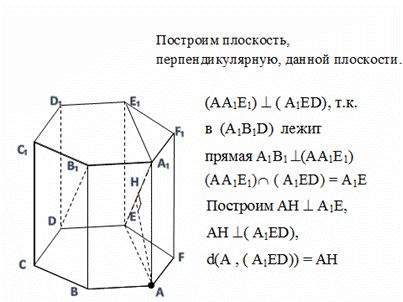 Построим плоскость,
перпендикулярную, данной плоскости.
(AA₁E₁) ⊥ ( A₁ED), т.к.
в (A₁B₁D) лежит
прямая A₁B₁ ⊥(AA₁E₁)
(AA₁E₁)∩ ( A₁ED) = A₁E
Построим AH ⊥ A₁E,
AH ⊥( A₁ED),
d(A , ( A₁ED)) = AH
D₁
E₁
F₁
C₁
B₁
A₁
H
D
E
C
F
B
A